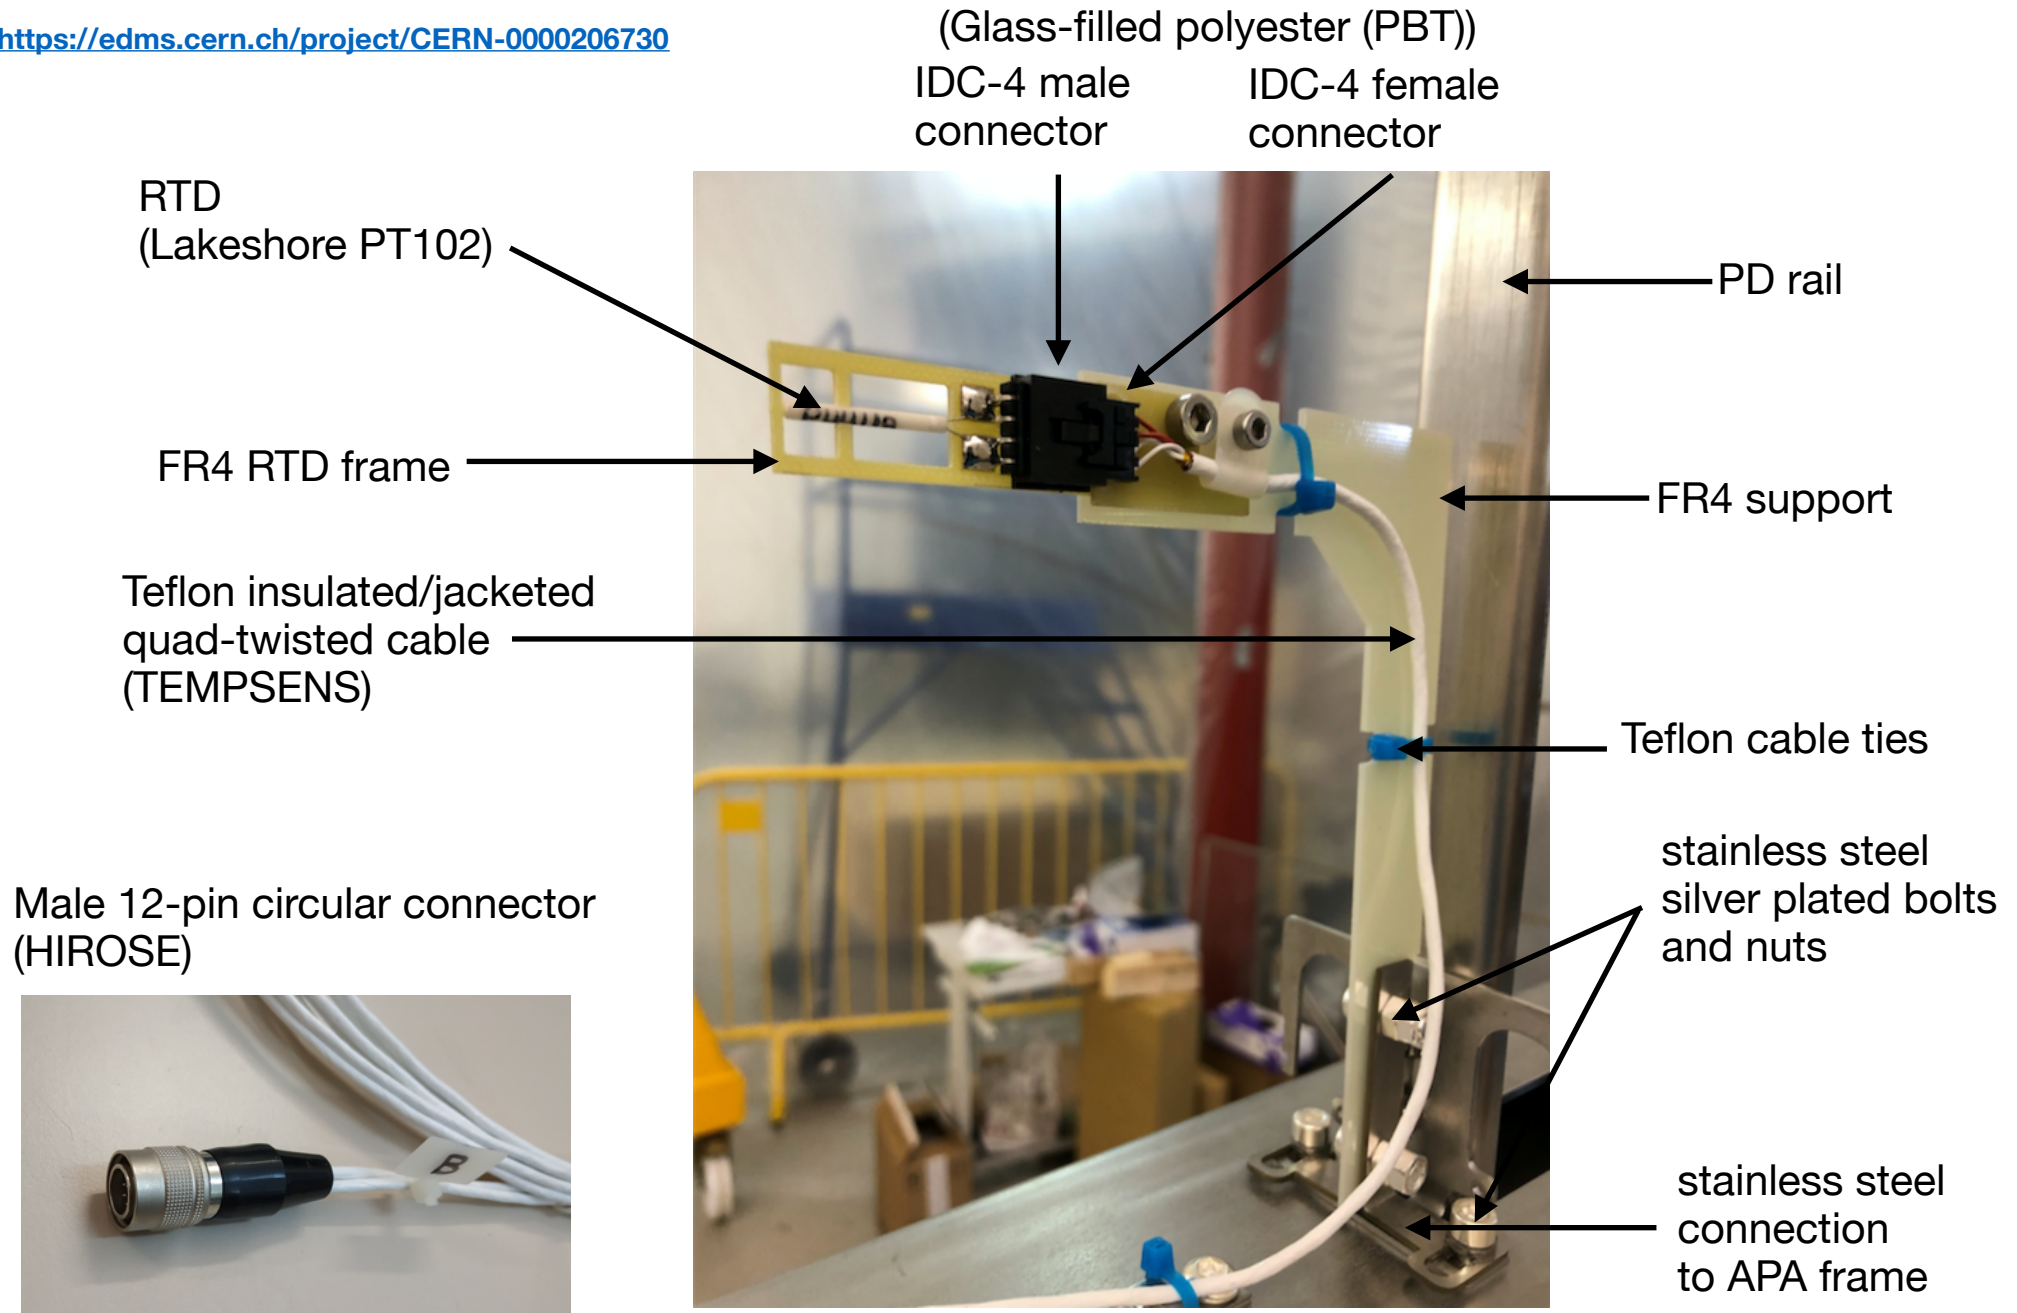 https://edms.cern.ch/project/CERN-0000206730
(Glass-filled polyester (PBT))
IDC-4 male
connector
IDC-4 female
connector
RTD
(Lakeshore PT102)
PD rail
FR4 RTD frame
FR4 support
Teflon insulated/jacketed
quad-twisted cable
(TEMPSENS)
Teflon cable ties
stainless steel
silver plated bolts
and nuts
Male 12-pin circular connector
(HIROSE)
B
stainless steel
connection
to APA frame